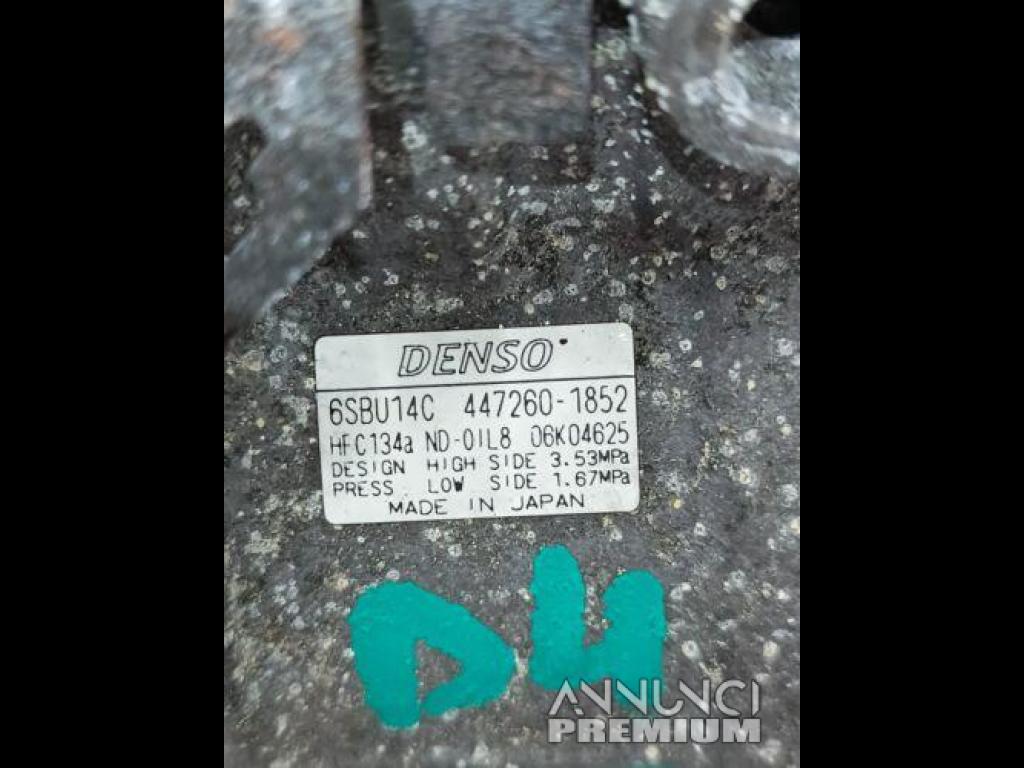 DENSO
6SBU14C 447260-1852
HFC134a ND-OIL8 06K04625
DESIGN HIGH SIDE 3.53MPa
PRESS. LOW SIDE 1.67MPa
MADE IN JAPAN
ANNUNCI
PREMIUM